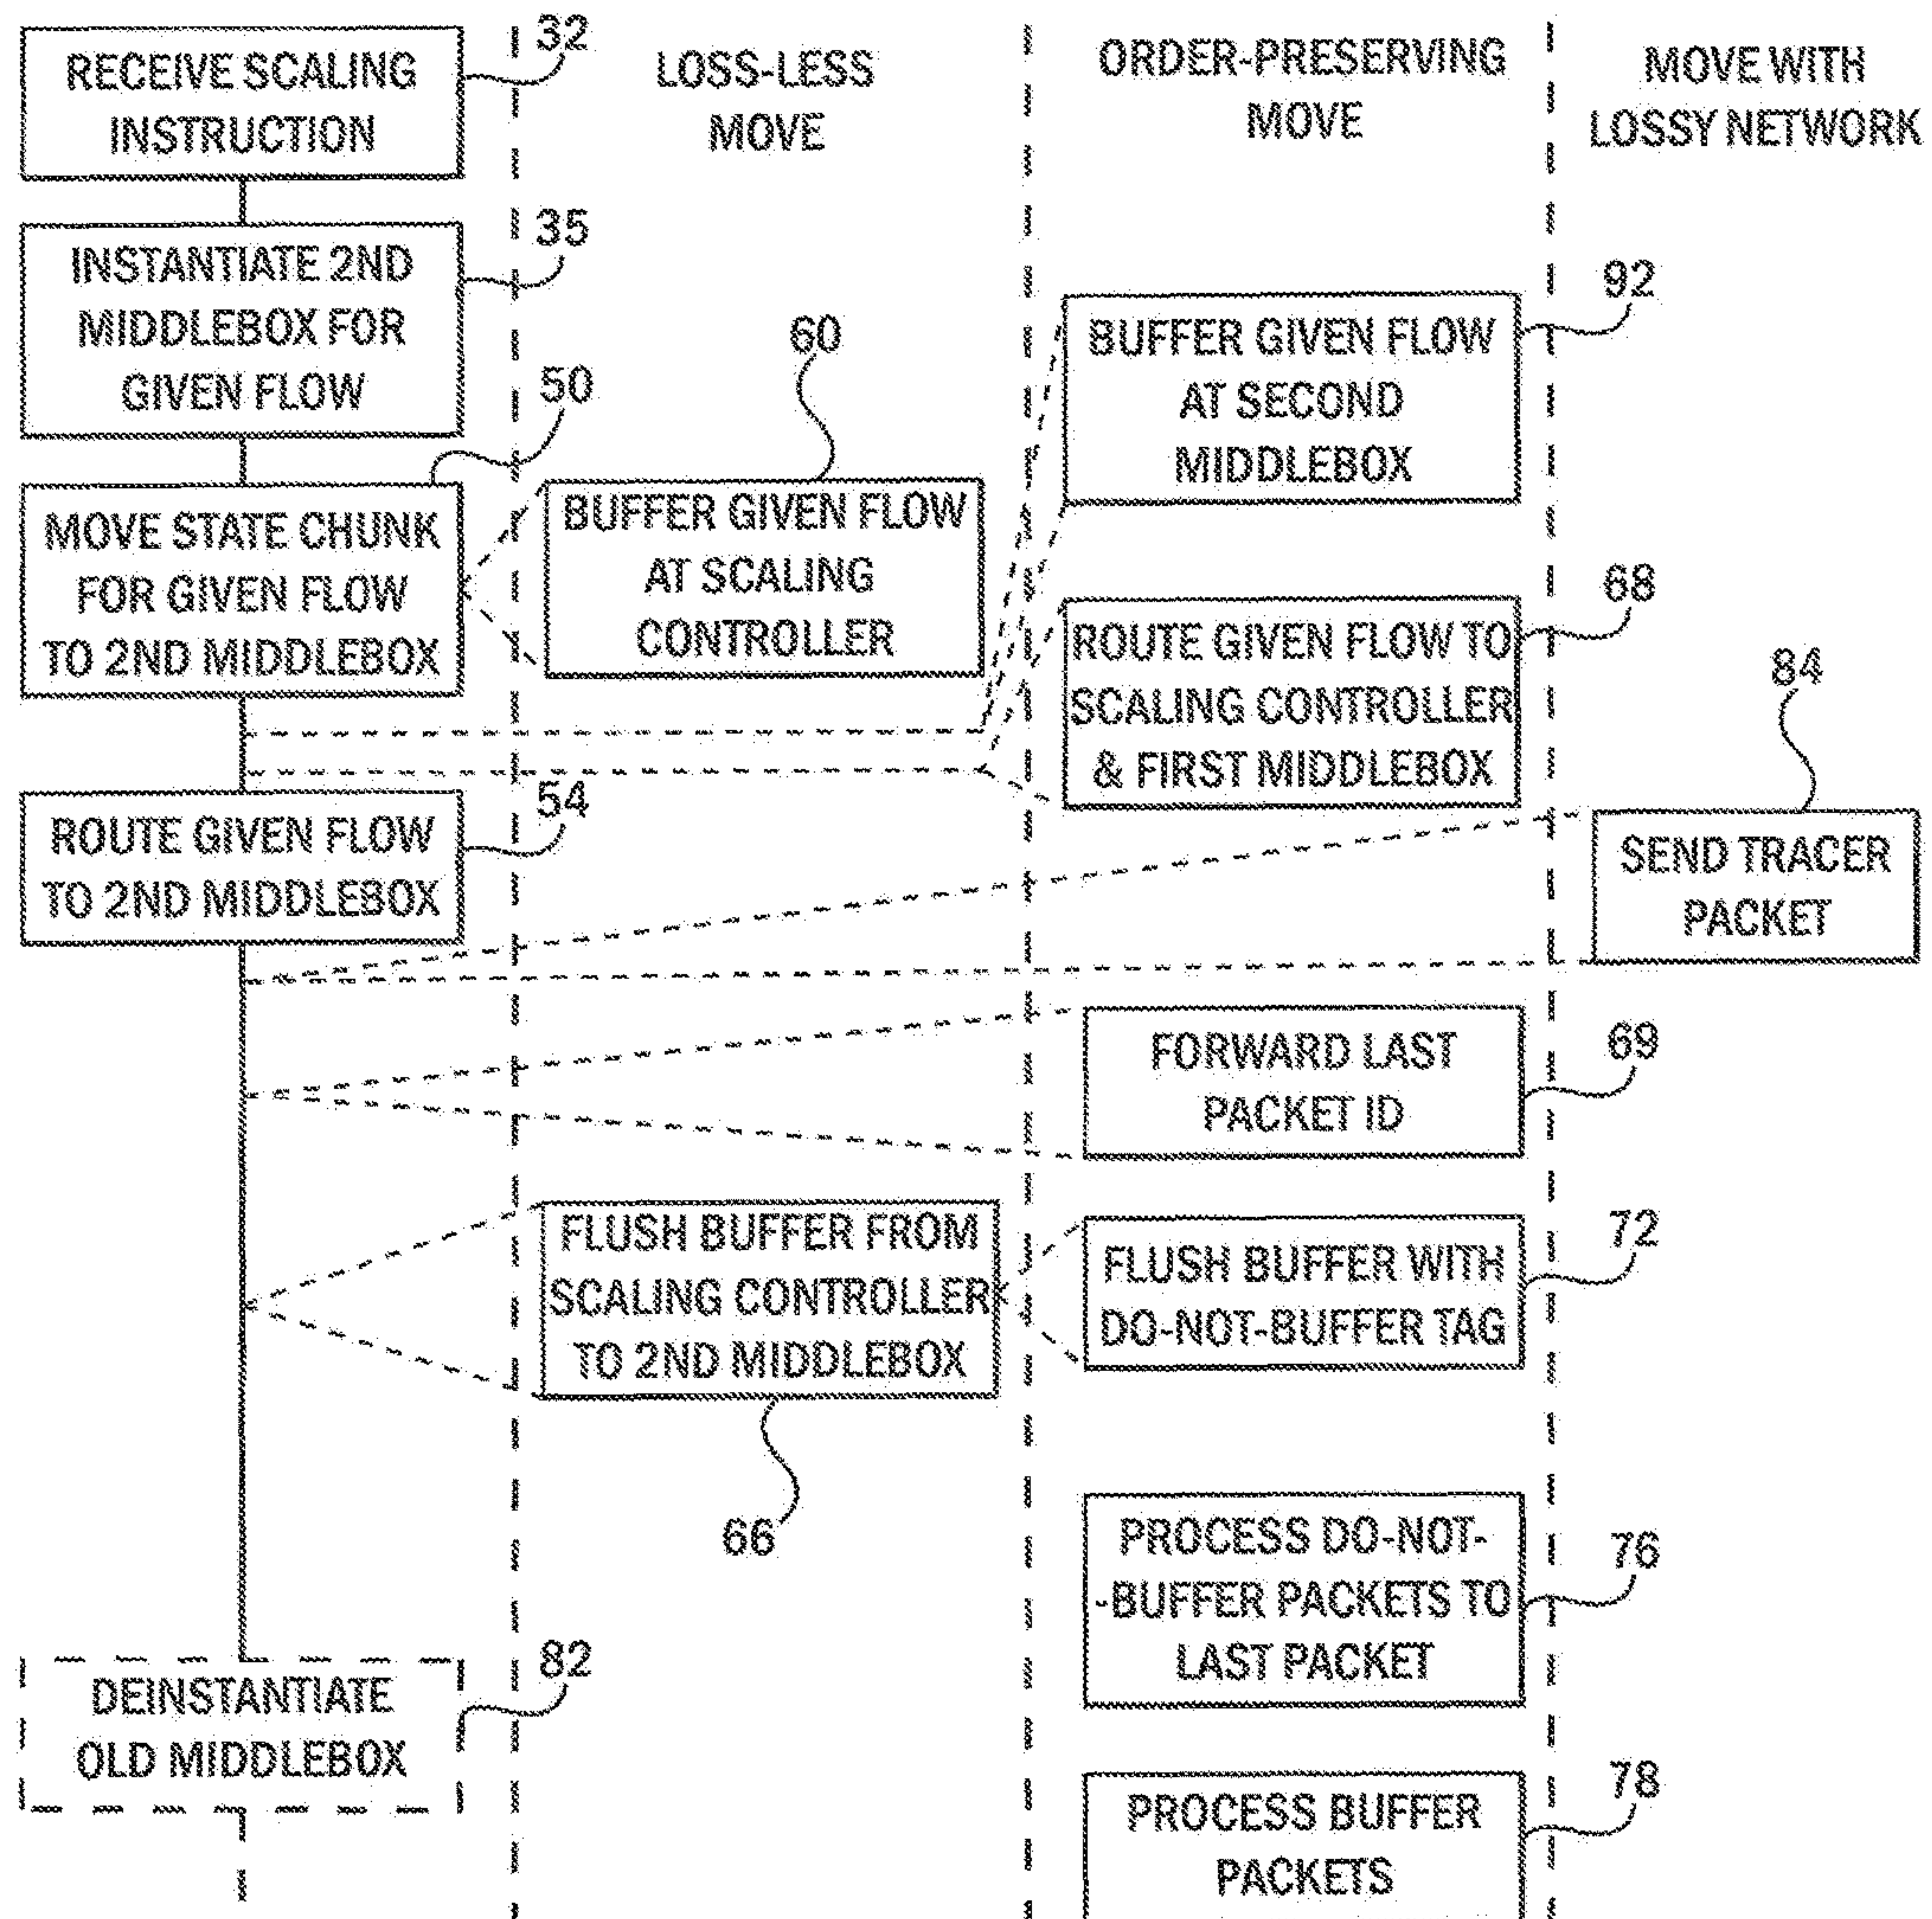 RECEIVE SCALING
INSTRUCTION
32
LOSS-LESS
MOVE
ORDER-PRESERVING
MOVE
MOVE WITH
LOSSY NETWORK
INSTANTIATE 2ND
MIDDLEBOX FOR
GIVEN FLOW
35
MOVE STATE CHUNK
FOR GIVEN FLOW
TO 2ND MIDDLEBOX
50
BUFFER GIVEN FLOW
AT SCALING
CONTROLLER
60
BUFFER GIVEN FLOW
AT SECOND
MIDDLEBOX
92
ROUTE GIVEN FLOW TO
SCALING CONTROLLER
& FIRST MIDDLEBOX
68
ROUTE GIVEN FLOW
TO 2ND MIDDLEBOX
54
SEND TRACER
PACKET
84
FORWARD LAST
PACKET ID
69
FLUSH BUFFER FROM
SCALING CONTROLLER
TO 2ND MIDDLEBOX
66
FLUSH BUFFER WITH
DO-NOT-BUFFER TAG
72
PROCESS DO-NOT-
-BUFFER PACKETS TO
LAST PACKET
76
DEINSTANTIATE
OLD MIDDLEBOX
82
PROCESS BUFFER
PACKETS
78